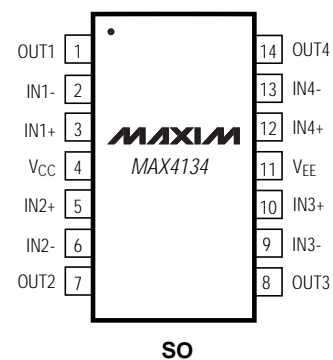 OUT1 1 14 OUT4
IN1- 2 13 IN4-
IN1+ 3 MAXIM 12 IN4+
VCC 4 MAX4134 11 VEE
IN2+ 5 10 IN3+
IN2- 6 9 IN3-
OUT2 7 8 OUT3
SO